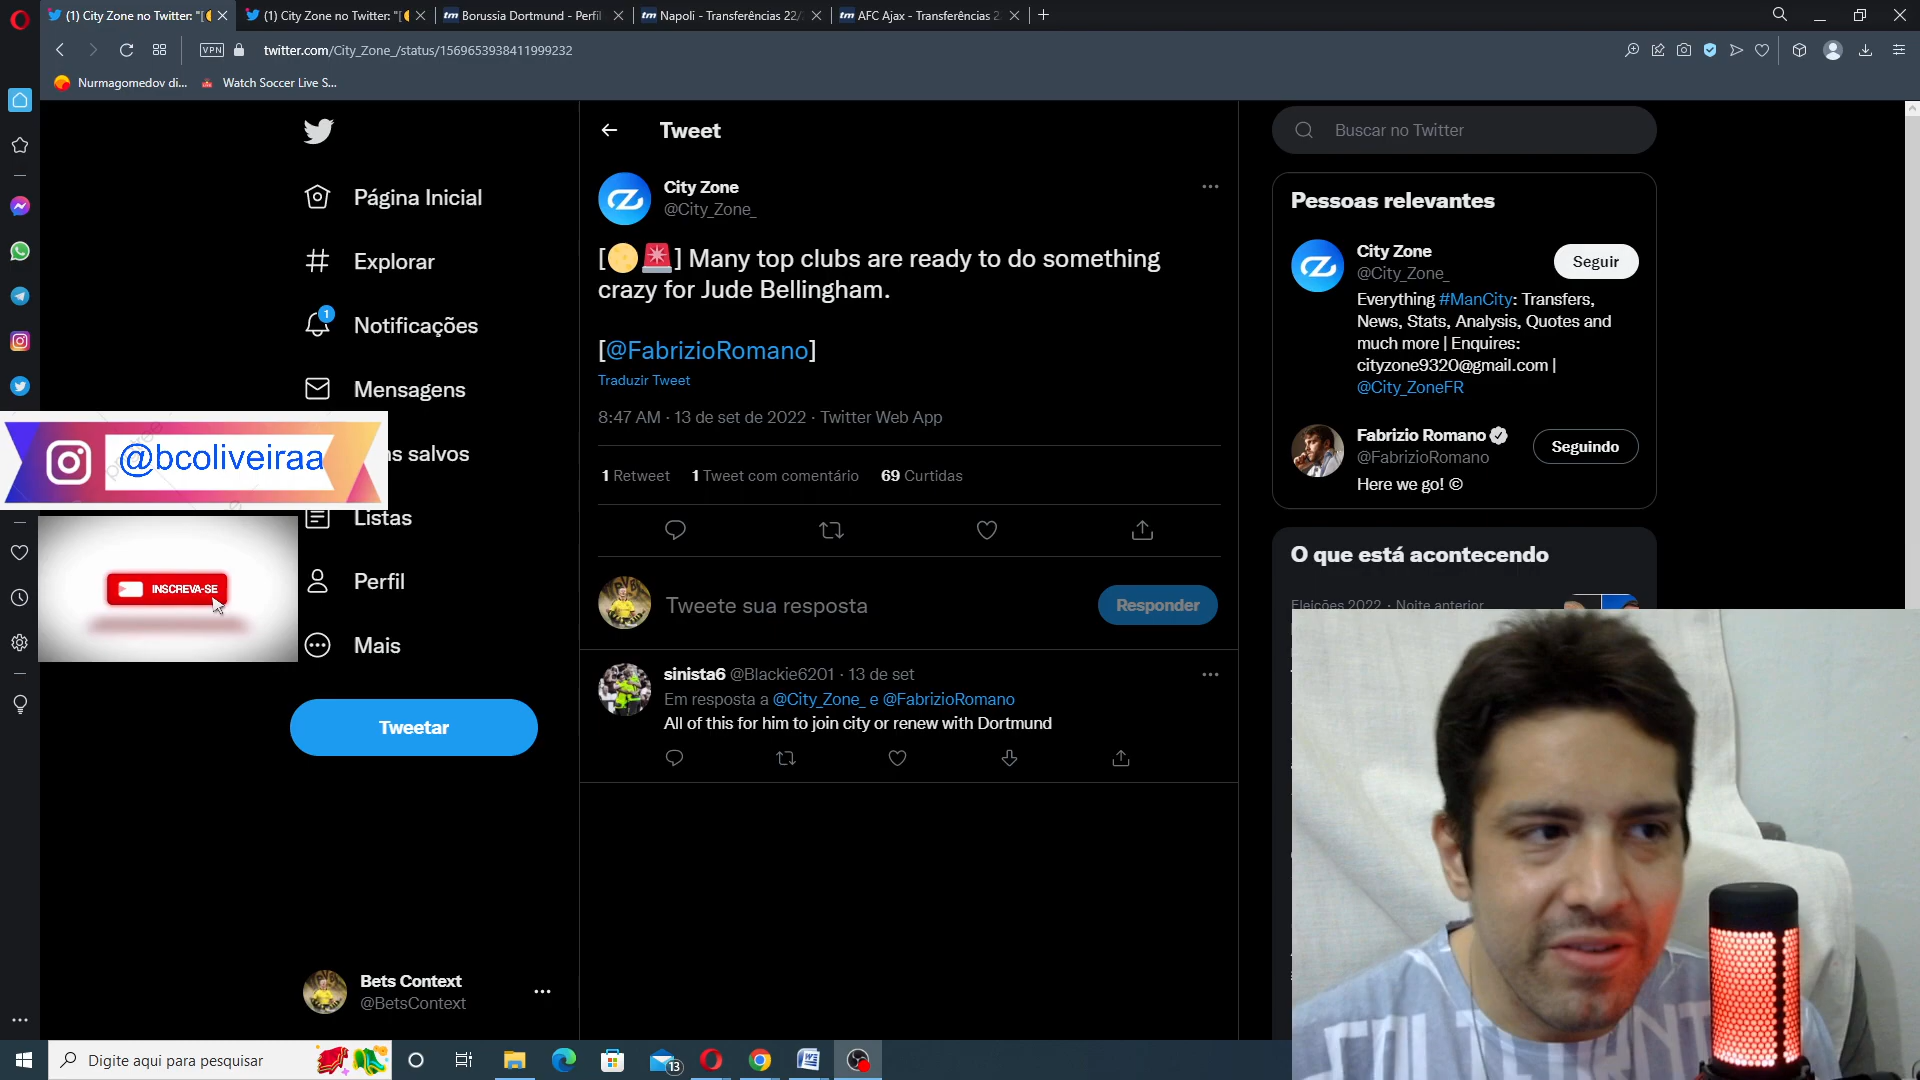 (1) City Zone no Twitter: "[
(1) City Zone no Twitter: "[
tm Borussia Dortmund - Perfil
tm Napoli - Transferências 22/
tm AFC Ajax - Transferências 2
VPN
twitter.com/City_Zone_/status/1569653938411999232
Nurmagomedov di...
Watch Soccer Live S...
Página Inicial
Explorar
1
Notificações
Mensagens
ns salvos
Listas
Perfil
Mais
Tweetar
@bcoliveiraa
INSCREVA-SE
Bets Context
@BetsContext
Tweet
City Zone
@City_Zone_
[🌕🚨] Many top clubs are ready to do something
crazy for Jude Bellingham.
[@FabrizioRomano]
Traduzir Tweet
8:47 AM · 13 de set de 2022 · Twitter Web App
1 Retweet 1 Tweet com comentário 69 Curtidas
Tweete sua resposta
Responder
sinista6 @Blackie6201 · 13 de set
Em resposta a @City_Zone_ e @FabrizioRomano
All of this for him to join city or renew with Dortmund
Buscar no Twitter
Pessoas relevantes
City Zone
@City_Zone_
Seguir
Everything #ManCity: Transfers,
News, Stats, Analysis, Quotes and
much more | Enquires:
cityzone9320@gmail.com |
@City_ZoneFR
Fabrizio Romano
@FabrizioRomano
Seguindo
Here we go! ©
O que está acontecendo
Eleições 2022 · Noite anterior
Digite aqui para pesquisar
13